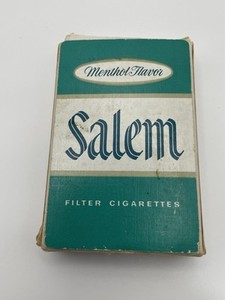 Menthol-Flavor
Salem
FILTER CIGARETTES